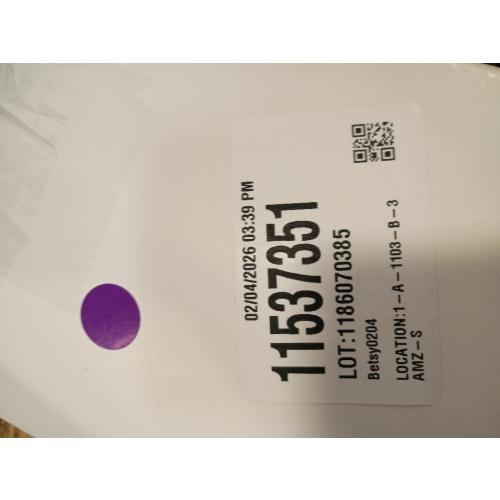 02/04/2026 03:39 PM
11537351
LOT:1186070385
Betsy0204
LOCATION:1-A-1103-B-3
AMZ-S